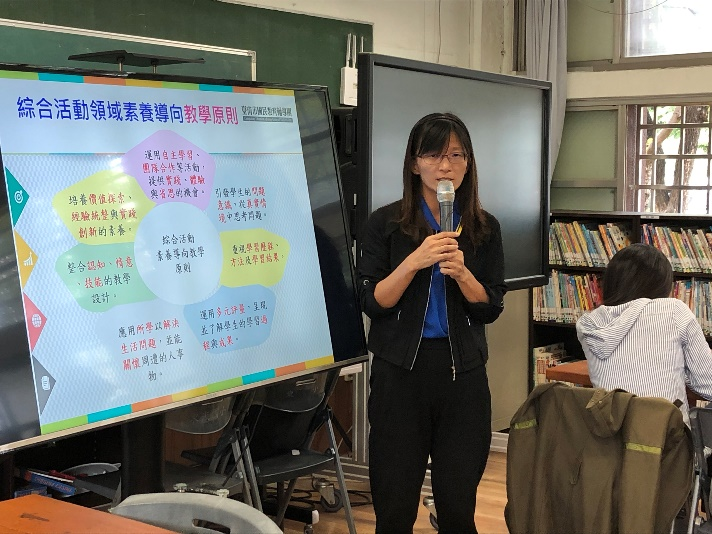 綜合活動領域素養導向教學原則
運用自主學習、
團隊合作等活動，
提供實踐、體驗
與省思的機會。
引發學生的問題
意識，從真實情
境中思考問題。
重視學習歷程、
方法及學習結果。
運用多元評量，呈現
並了解學生的學習過
程與成果。
應用所學以解決
生活問題，並能
關懷周遭的人事
物。
整合認知、情意
、技能的教學
設計。
培養價值探索、
經驗統整與實踐
創新的素養。
綜合活動
素養導向教學
原則